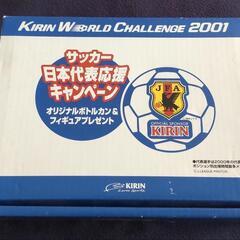 KIRIN WORLD CHALLENGE 2001
サッカー
日本代表応援
キャンペーン
オリジナルボトルカン&
フィギュアプレゼント
JFA
OFFICIAL SPONSOR
KIRIN
KIRIN